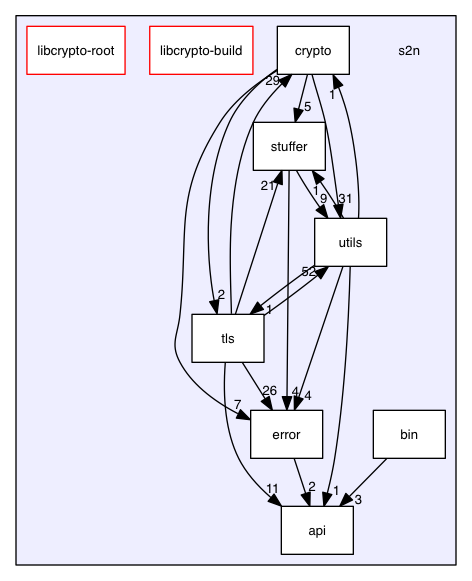 libcrypto-root
libcrypto-build
crypto
s2n
29
1
5
stuffer
21
1
9
31
utils
52
2
1
tls
26
4
4
7
error
bin
11
2
1
3
api